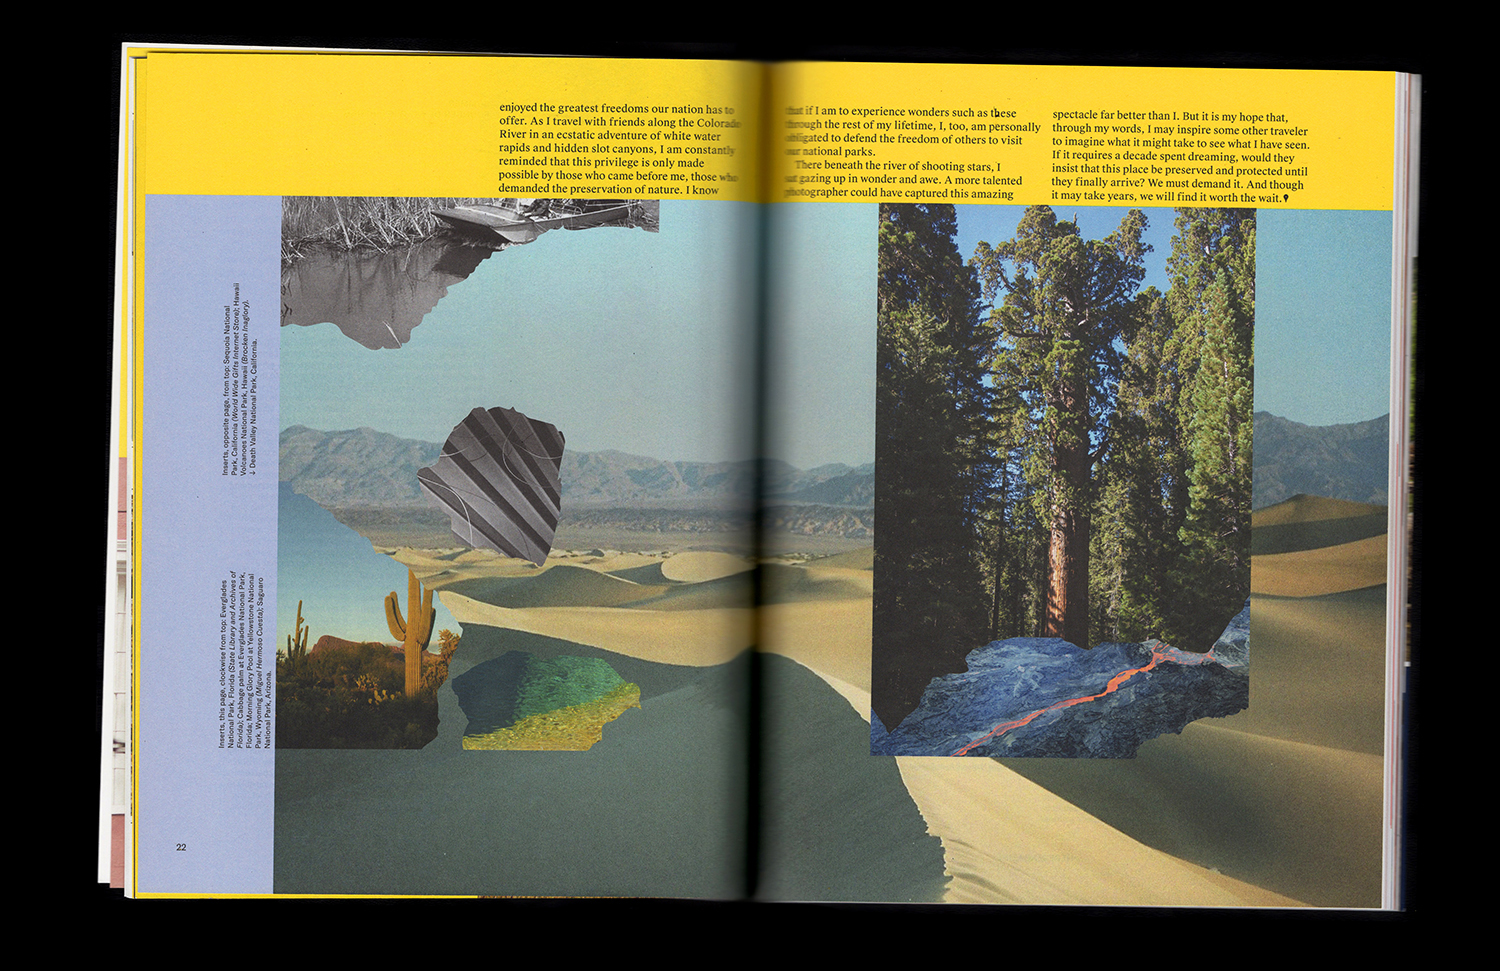 enjoyed the greatest freedoms our nation has to
offer. As I travel with friends along the Colorado
River in an ecstatic adventure of white water
rapids and hidden slot canyons, I am constantly
reminded that this privilege is only made
possible by those who came before me, those who
demanded the preservation of nature. I know
that if I am to experience wonders such as these
through the rest of my lifetime, I, too, am personally
obligated to defend the freedom of others to visit
our national parks.
There beneath the river of shooting stars, I
sat gazing up in wonder and awe. A more talented
photographer could have captured this amazing
spectacle far better than I. But it is my hope that,
through my words, I may inspire some other traveler
to imagine what it might take to see what I have seen.
If it requires a decade spent dreaming, would they
insist that this place be preserved and protected until
they finally arrive? We must demand it. And though
it may take years, we will find it worth the wait.
Inserts, opposite page, from top: Sequoia National
Park, California (World Wide Gifts Internet Store); Hawaii
Volcanoes National Park, Hawaii (Brocken Inaglory).
↓ Death Valley National Park, California.
Inserts, this page, clockwise from top: Everglades
National Park, Florida (State Library and Archives of
Florida); Cabbage palm at Everglades National Park,
Florida; Morning Glory Pool at Yellowstone National
Park, Wyoming (Miguel Hermoso Cuesta); Saguaro
National Park, Arizona.
22